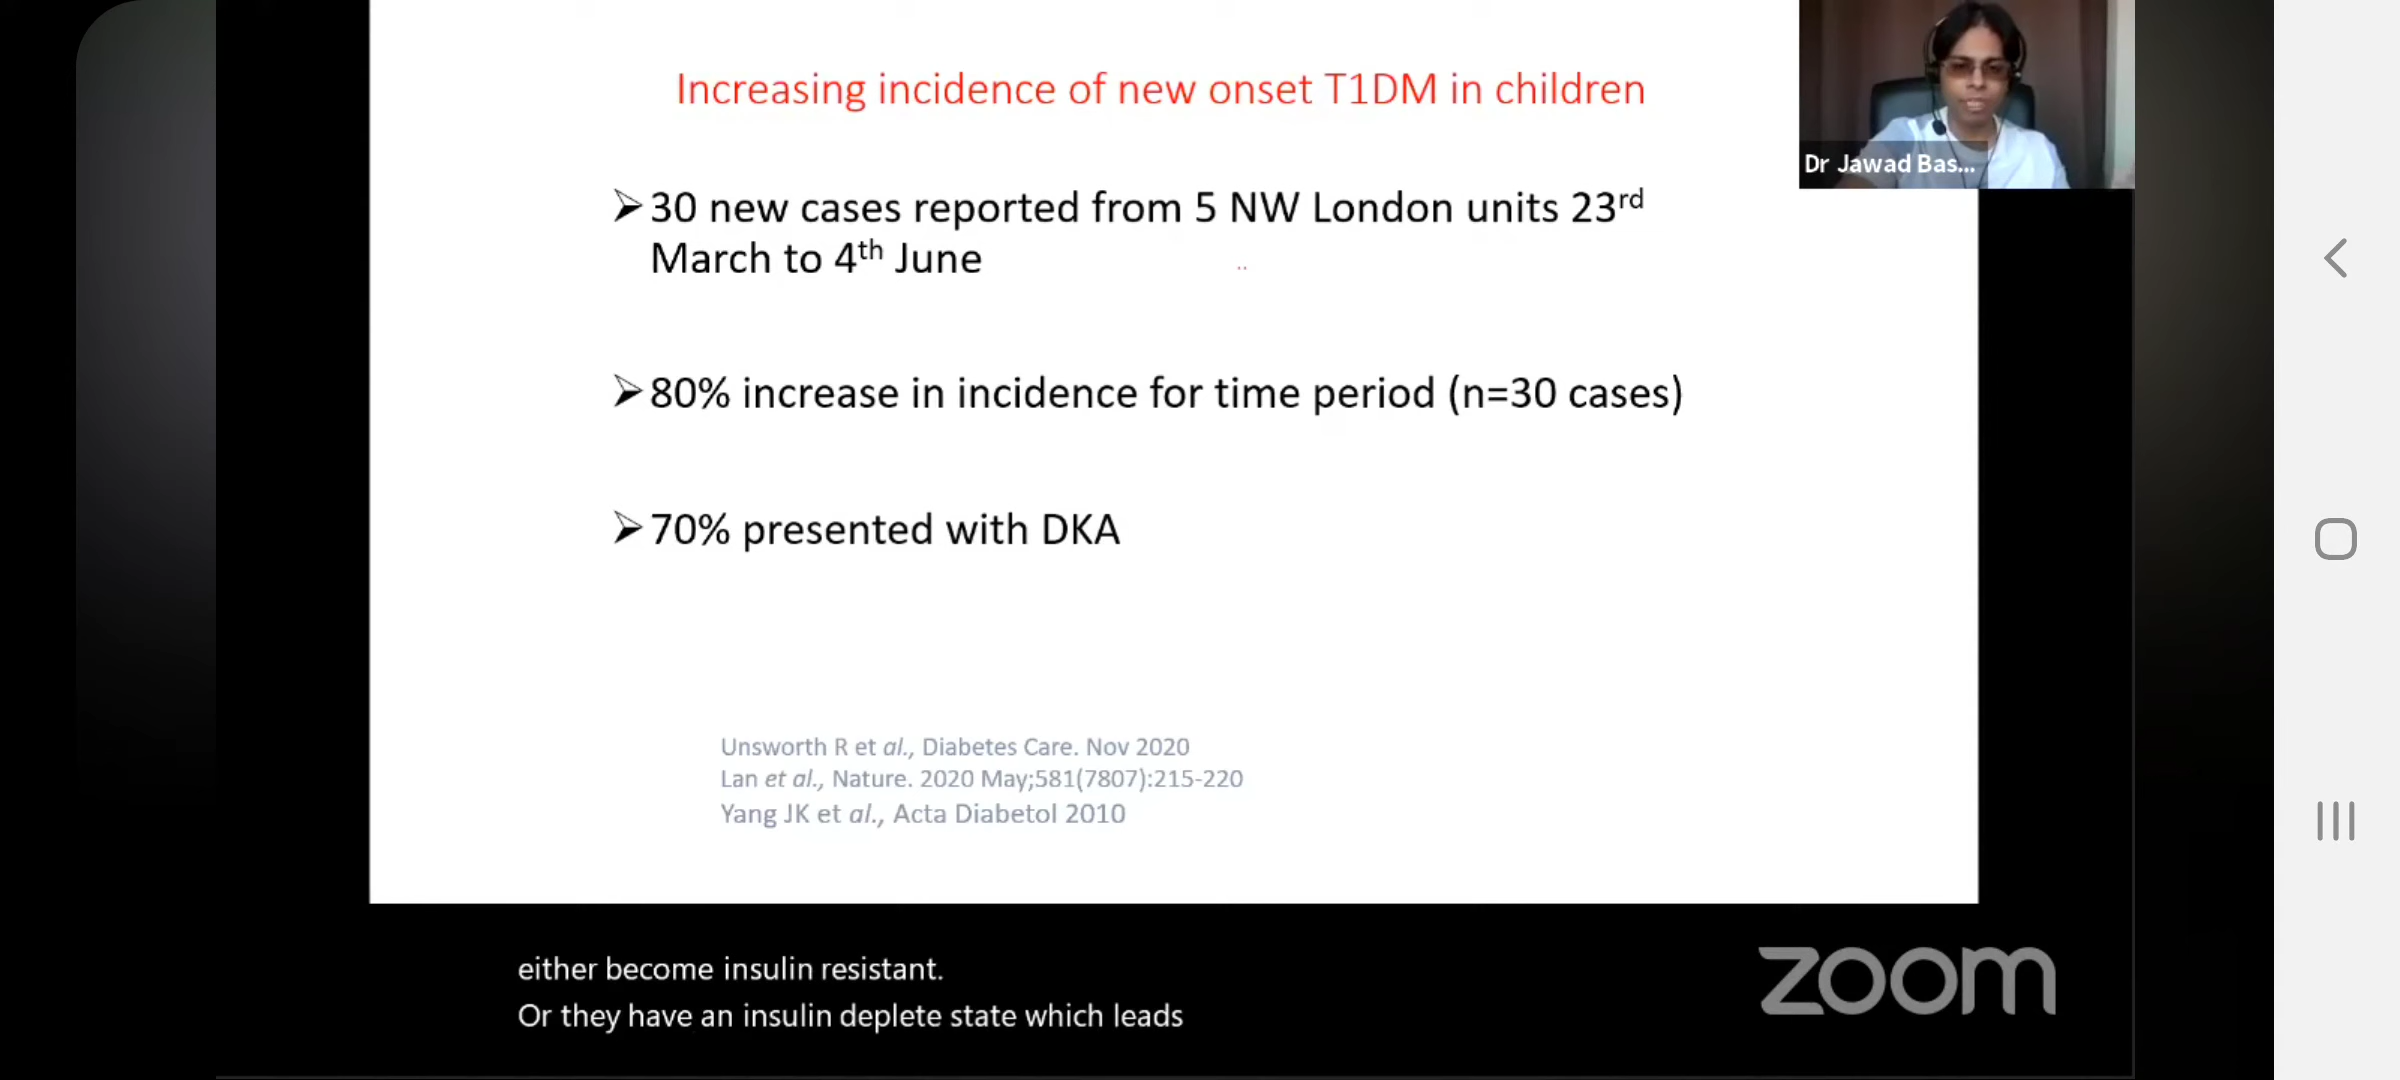 Increasing incidence of new onset T1DM in children
Dr Jawad Bas...
➢30 new cases reported from 5 NW London units 23rd
March to 4th June
➢80% increase in incidence for time period (n=30 cases)
➢70% presented with DKA
Unsworth R et al., Diabetes Care. Nov 2020
Lan et al., Nature. 2020 May;581(7807):215-220
Yang JK et al., Acta Diabetol 2010
either become insulin resistant.
Or they have an insulin deplete state which leads
zoom